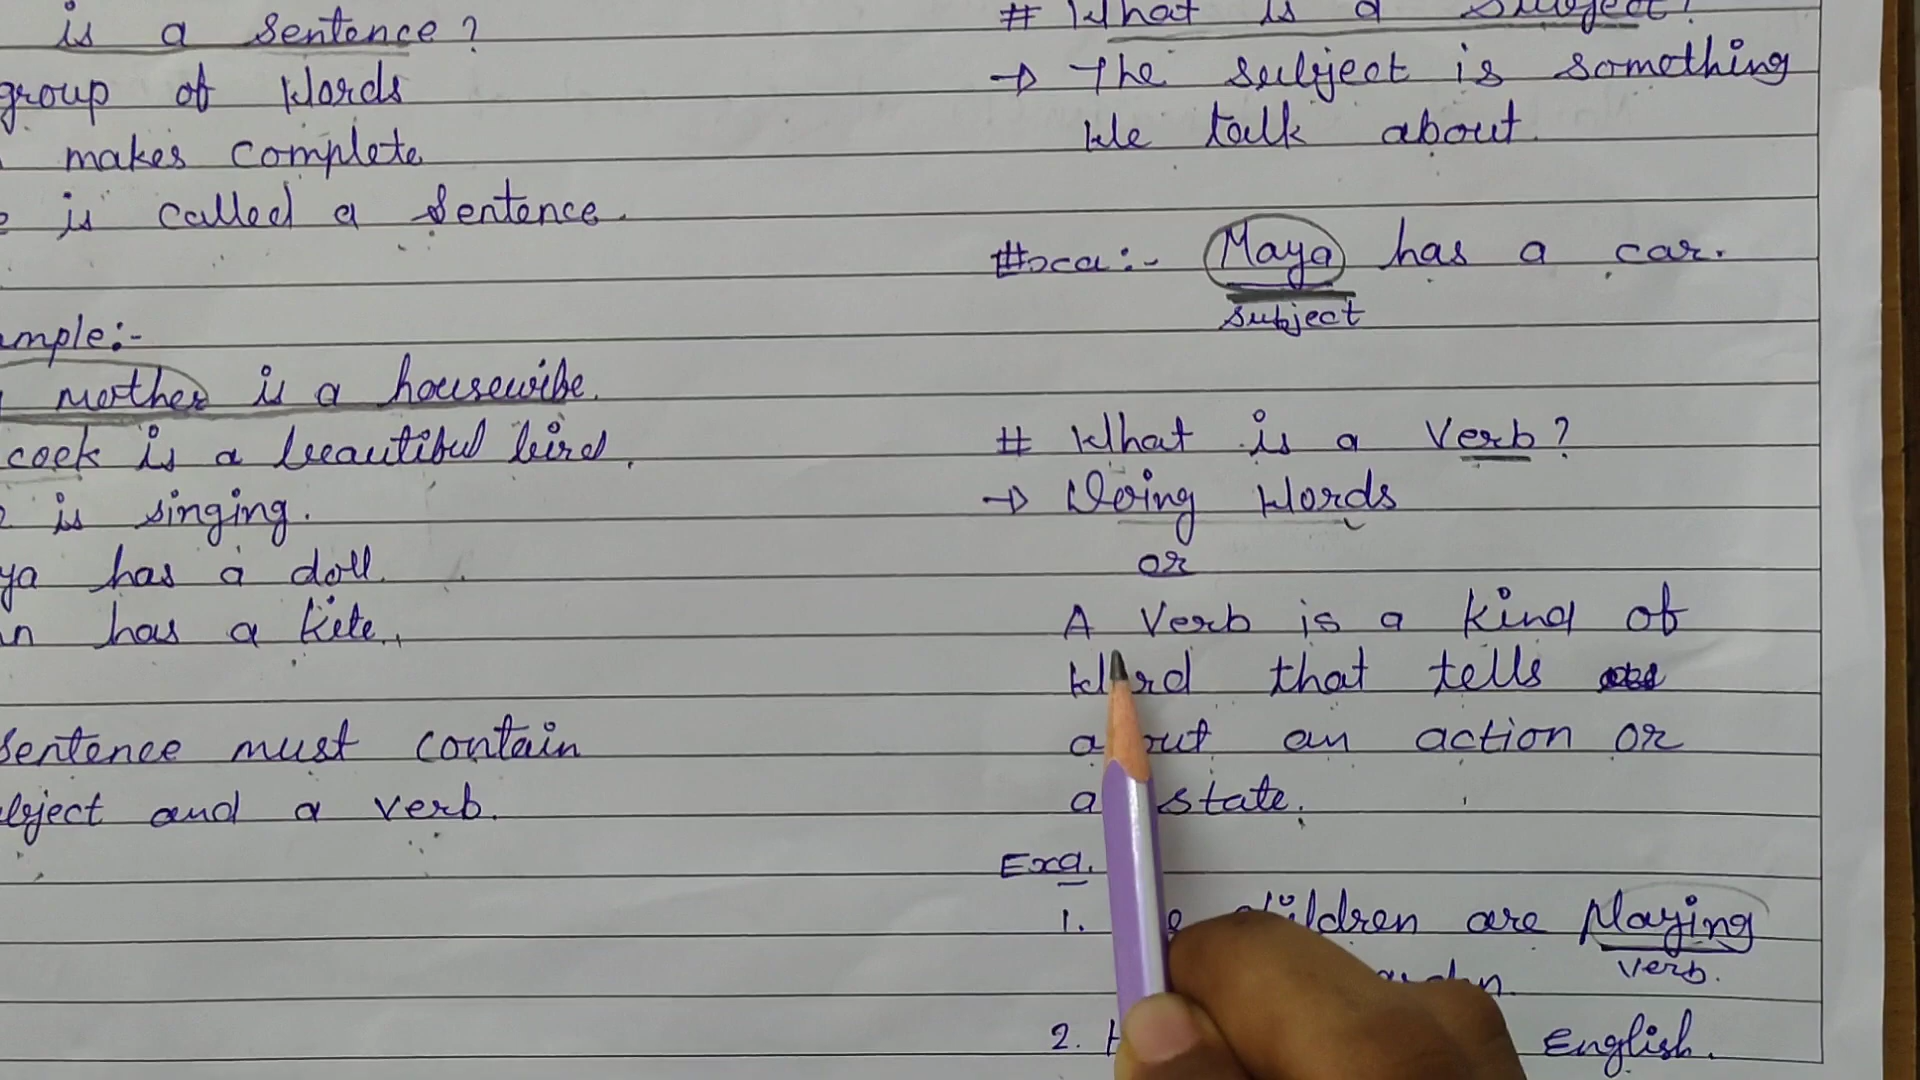 is a sentence?
group of words
makes complete
is called a sentence.
mple:-
mother is a housewife.
cock is a beautiful bird.
is singing.
ya has a doll.
n has a kite.
sentence must contain
bject and a verb.
# What is a subject?
→ The subject is something
We talk about.
#exa:- Maya has a car.
subject
# What is a verb?
→ Doing words
or
A verb is a kind of
word that tells
about an action or
a state.
Exa.
1. children are playing
verb.
2. English.